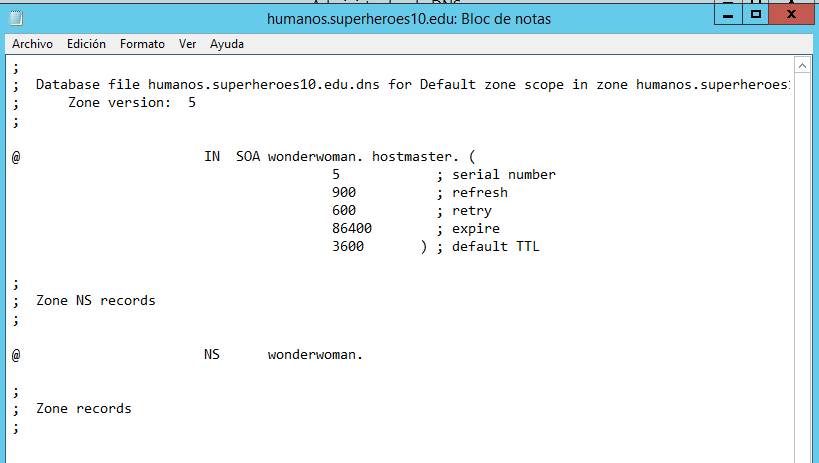 humanos.superheroes10.edu: Bloc de notas
Archivo Edición Formato Ver Ayuda
;
; Database file humanos.superheroes10.edu.dns for Default zone scope in zone humanos.superheroes1
; Zone version: 5
;
@ IN SOA wonderwoman. hostmaster. (
5 ; serial number
900 ; refresh
600 ; retry
86400 ; expire
3600 ) ; default TTL
;
; Zone NS records
;
@ NS wonderwoman.
;
; Zone records
;